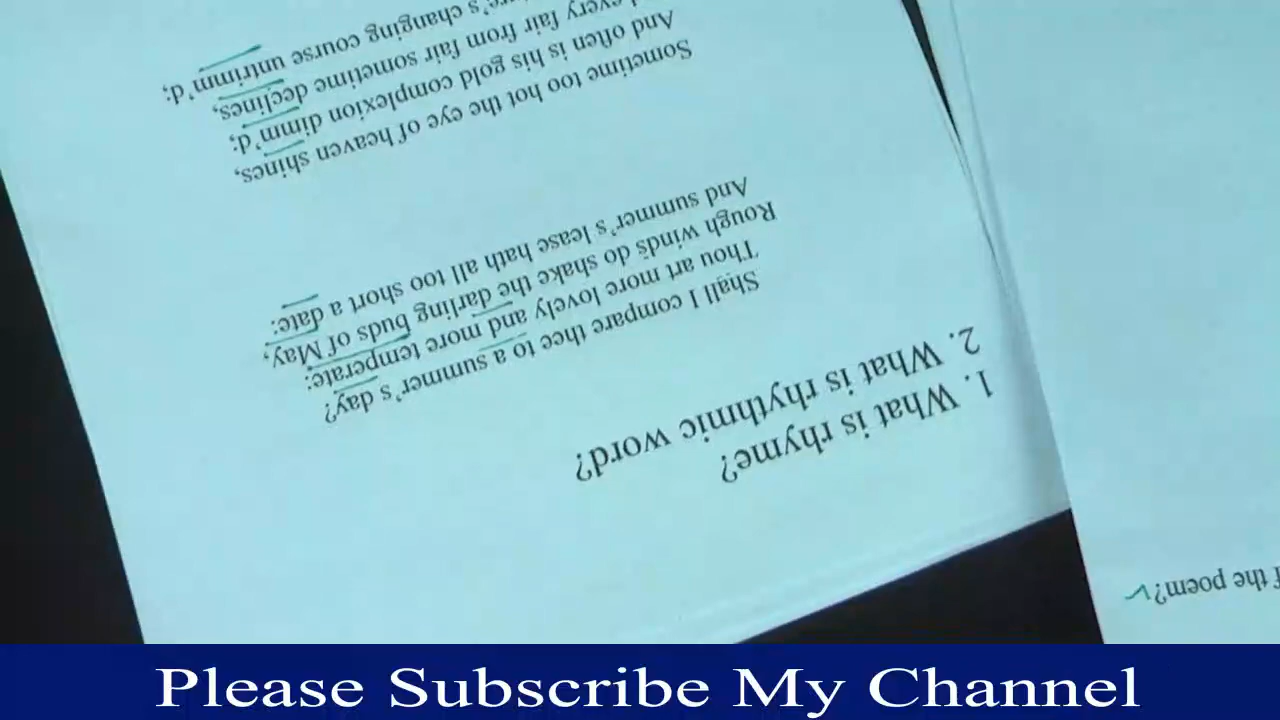 1. What is rhyme?
2. What is rhythmic word?
Shall I compare thee to a summer's day?
Thou art more lovely and more temperate:
Rough winds do shake the darling buds of May,
And summer's lease hath all too short a date:
Sometime too hot the eye of heaven shines,
And often is his gold complexion dimm'd;
every fair from fair sometime declines,
changing course untrimm'd;
f the poem?
Please Subscribe My Channel